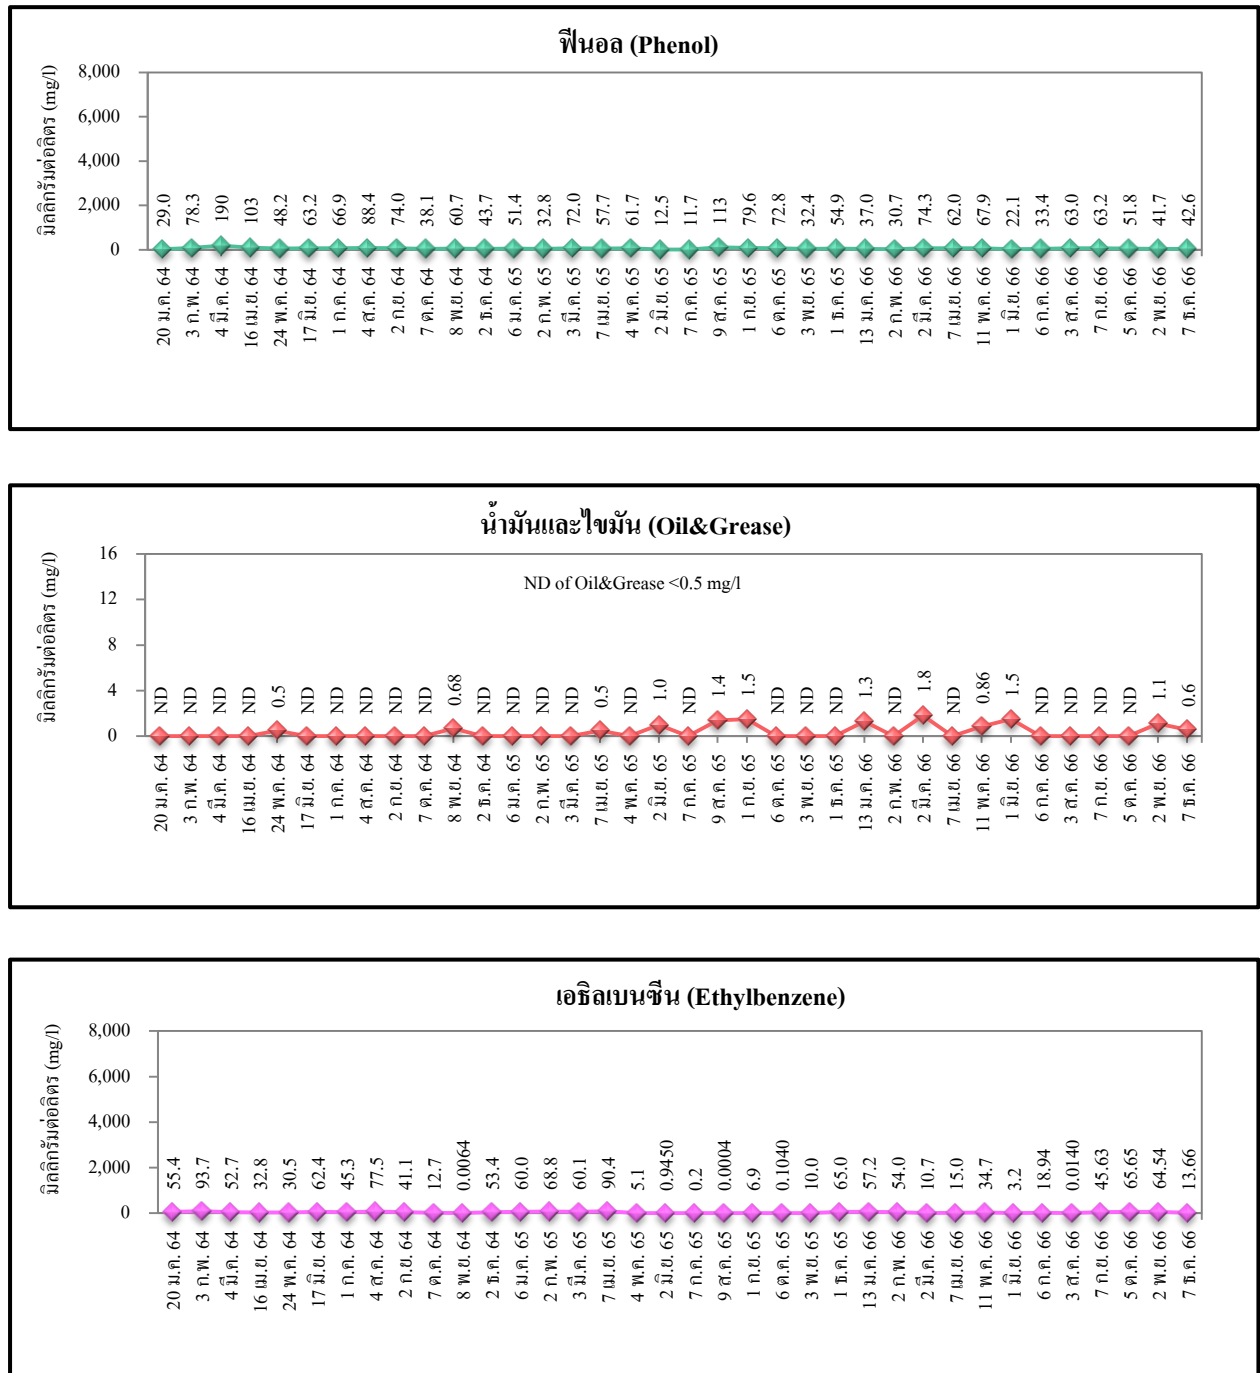 ฟีนอล (Phenol)
มิลลิกรัมต่อลิตร (mg/l)
8,000
6,000
4,000
2,000
0
29.0 78.3 190 103 48.2 63.2 66.9 88.4 74.0 38.1 60.7 43.7 51.4 32.8 72.0 57.7 61.7 12.5 11.7 113 79.6 72.8 32.4 54.9 37.0 30.7 74.3 62.0 67.9 22.1 33.4 63.0 63.2 51.8 41.7 42.6
20 ม.ค. 64 3 ก.พ. 64 4 มี.ค. 64 16 เม.ย. 64 24 พ.ค. 64 17 มิ.ย. 64 1 ก.ค. 64 4 ส.ค. 64 2 ก.ย. 64 7 ต.ค. 64 8 พ.ย. 64 2 ธ.ค. 64 6 ม.ค. 65 2 ก.พ. 65 3 มี.ค. 65 7 เม.ย. 65 4 พ.ค. 65 2 มิ.ย. 65 7 ก.ค. 65 9 ส.ค. 65 1 ก.ย. 65 6 ต.ค. 65 3 พ.ย. 65 1 ธ.ค. 65 13 ม.ค. 66 2 ก.พ. 66 2 มี.ค. 66 7 เม.ย. 66 11 พ.ค. 66 1 มิ.ย. 66 6 ก.ค. 66 3 ส.ค. 66 7 ก.ย. 66 5 ต.ค. 66 2 พ.ย. 66 7 ธ.ค. 66
น้ำมันและไขมัน (Oil&Grease)
มิลลิกรัมต่อลิตร (mg/l)
16
12
8
4
0
ND of Oil&Grease <0.5 mg/l
ND ND ND ND 0.5 ND ND ND ND ND 0.68 ND ND ND ND 0.5 ND 1.0 ND 1.4 1.5 ND ND ND 1.3 ND 1.8 ND 0.86 1.5 ND ND ND ND 1.1 0.6
20 ม.ค. 64 3 ก.พ. 64 4 มี.ค. 64 16 เม.ย. 64 24 พ.ค. 64 17 มิ.ย. 64 1 ก.ค. 64 4 ส.ค. 64 2 ก.ย. 64 7 ต.ค. 64 8 พ.ย. 64 2 ธ.ค. 64 6 ม.ค. 65 2 ก.พ. 65 3 มี.ค. 65 7 เม.ย. 65 4 พ.ค. 65 2 มิ.ย. 65 7 ก.ค. 65 9 ส.ค. 65 1 ก.ย. 65 6 ต.ค. 65 3 พ.ย. 65 1 ธ.ค. 65 13 ม.ค. 66 2 ก.พ. 66 2 มี.ค. 66 7 เม.ย. 66 11 พ.ค. 66 1 มิ.ย. 66 6 ก.ค. 66 3 ส.ค. 66 7 ก.ย. 66 5 ต.ค. 66 2 พ.ย. 66 7 ธ.ค. 66
เอธิลเบนซีน (Ethylbenzene)
มิลลิกรัมต่อลิตร (mg/l)
8,000
6,000
4,000
2,000
0
55.4 93.7 52.7 32.8 30.5 62.4 45.3 77.5 41.1 12.7 0.0064 53.4 60.0 68.8 60.1 90.4 5.1 0.9450 0.2 0.0004 6.9 0.1040 10.0 65.0 57.2 54.0 10.7 15.0 34.7 3.2 18.94 0.0140 45.63 65.65 64.54 13.66
20 ม.ค. 64 3 ก.พ. 64 4 มี.ค. 64 16 เม.ย. 64 24 พ.ค. 64 17 มิ.ย. 64 1 ก.ค. 64 4 ส.ค. 64 2 ก.ย. 64 7 ต.ค. 64 8 พ.ย. 64 2 ธ.ค. 64 6 ม.ค. 65 2 ก.พ. 65 3 มี.ค. 65 7 เม.ย. 65 4 พ.ค. 65 2 มิ.ย. 65 7 ก.ค. 65 9 ส.ค. 65 1 ก.ย. 65 6 ต.ค. 65 3 พ.ย. 65 1 ธ.ค. 65 13 ม.ค. 66 2 ก.พ. 66 2 มี.ค. 66 7 เม.ย. 66 11 พ.ค. 66 1 มิ.ย. 66 6 ก.ค. 66 3 ส.ค. 66 7 ก.ย. 66 5 ต.ค. 66 2 พ.ย. 66 7 ธ.ค. 66